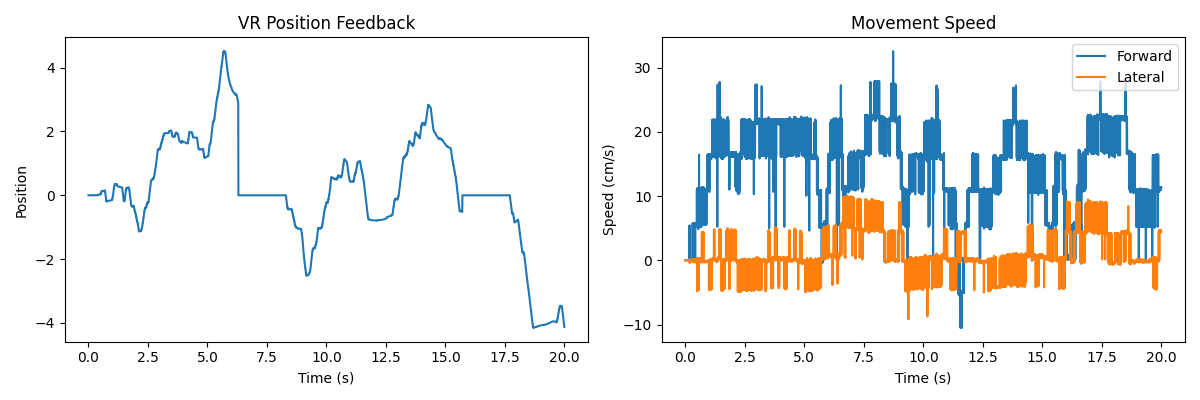 VR Position Feedback
Position
4
2
0
−2
−4
0.0 2.5 5.0 7.5 10.0 12.5 15.0 17.5 20.0
Time (s)
Movement Speed
Speed (cm/s)
30
20
10
0
−10
Forward
Lateral
0.0 2.5 5.0 7.5 10.0 12.5 15.0 17.5 20.0
Time (s)